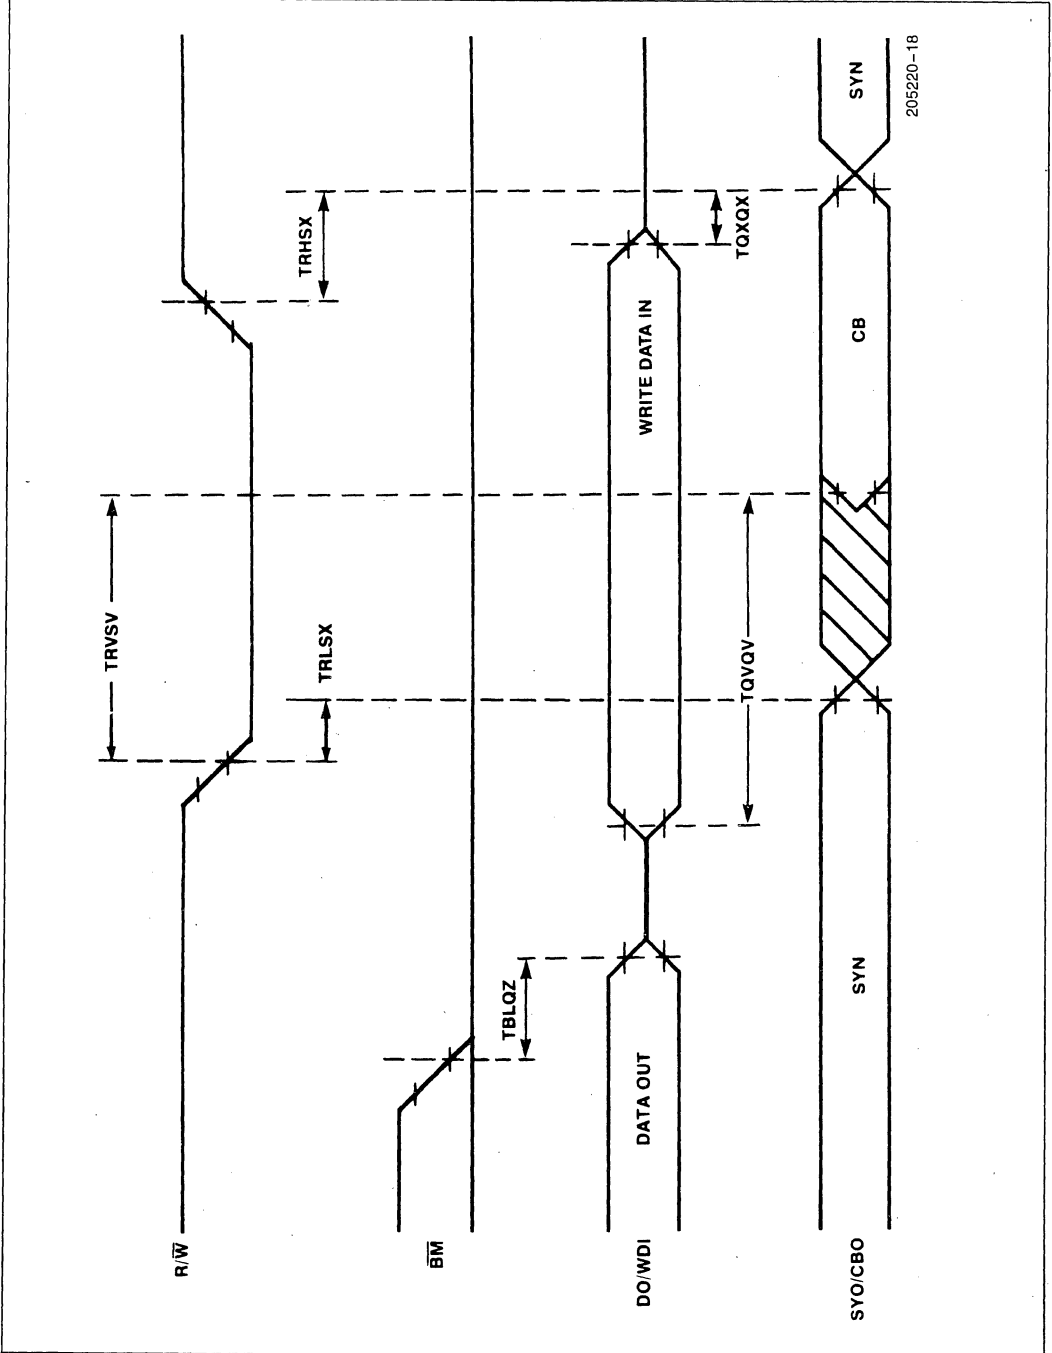 R/W̅
TRVSV
TRLSX
TRHSX
B̅M̅
TBLQZ
DO/WDI
DATA OUT
WRITE DATA IN
TQVQV
TQXQX
SYO/CBO
SYN
CB
SYN
205220-18